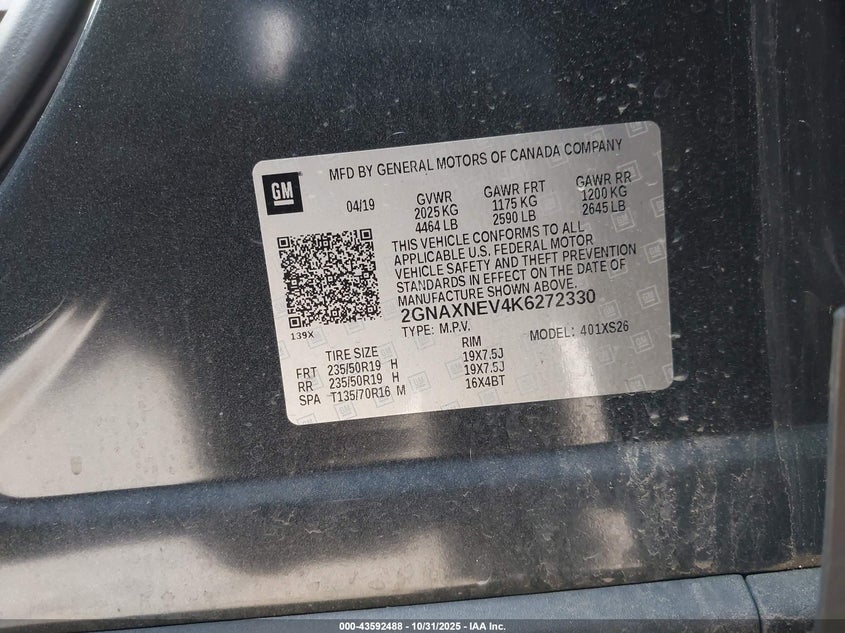 MFD BY GENERAL MOTORS OF CANADA COMPANY
GM
04/19 GVWR GAWR FRT GAWR RR
2025 KG 1175 KG 1200 KG
4464 LB 2590 LB 2645 LB
THIS VEHICLE CONFORMS TO ALL
APPLICABLE U.S. FEDERAL MOTOR
VEHICLE SAFETY AND THEFT PREVENTION
STANDARDS IN EFFECT ON THE DATE OF
MANUFACTURE SHOWN ABOVE.
2GNAXNEV4K6272330
139X
TYPE: M.P.V. MODEL: 401XS26
TIRE SIZE RIM
FRT 235/50R19 H 19X7.5J
RR 235/50R19 H 19X7.5J
SPA T135/70R16 M 16X4BT
000-43592488 - 10/31/2025 - IAA Inc.